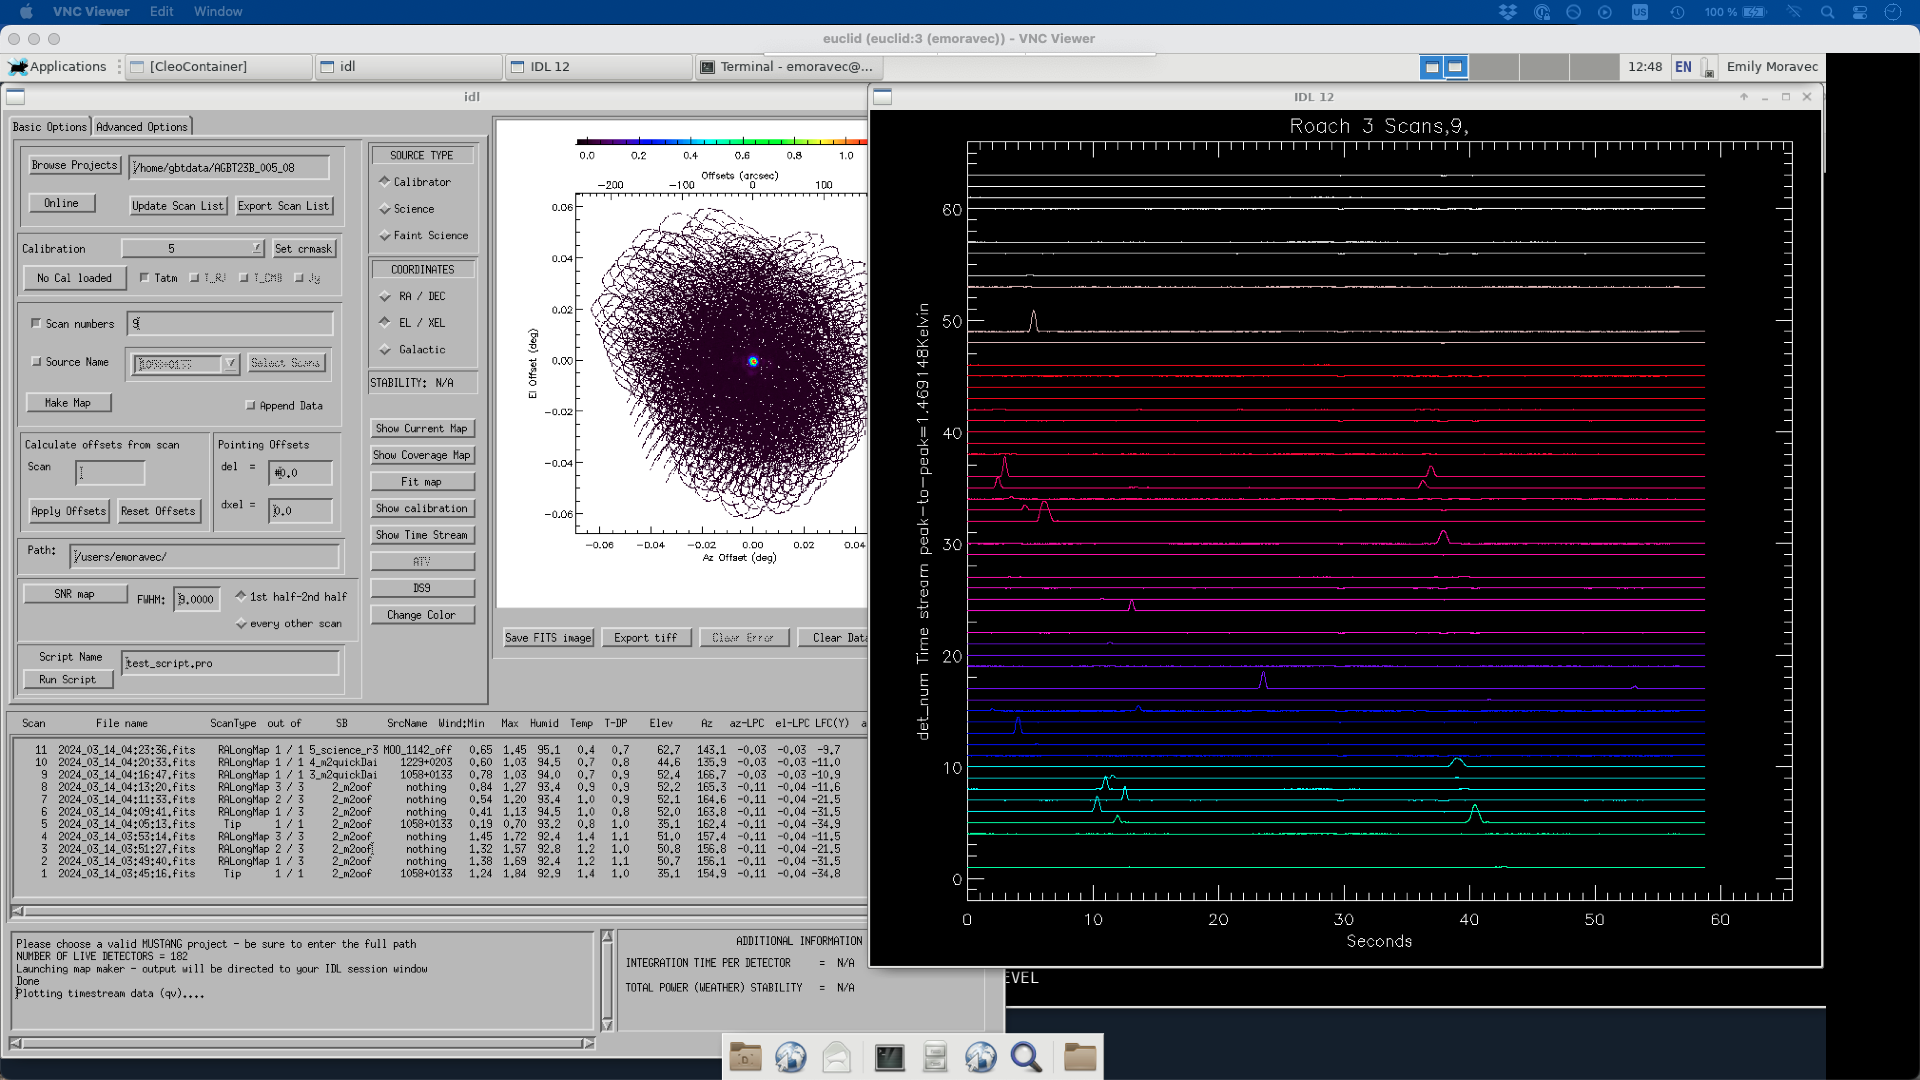 VNC Viewer Edit Window 100 % US
euclid (euclid:3 (emoravec)) - VNC Viewer
Applications [CleoContainer] idl IDL 12 Terminal - emoravec@... 12:48 EN Emily Moravec
idl
Basic Options Advanced Options
Browse Projects /home/gbtdata/AGBT23B_005_08
Online Update Scan List Export Scan List
Calibration 5 Set crmask
No Cal loaded Tatm T_RJ T_CMB Jy
Scan numbers 9
Source Name 1058+0133 Select Scans
Make Map Append Data
Calculate offsets from scan
Scan
Apply Offsets Reset Offsets
Pointing Offsets
del =
dxel = 0.0
Path: /users/emoravec/
SNR map FWHM: 9.0000 1st half-2nd half
every other scan
Script Name test_script.pro
Run Script
SOURCE TYPE
Calibrator
Science
Faint Science
COORDINATES
RA / DEC
EL / XEL
Galactic
STABILITY: N/A
Show Current Map
Show Coverage Map
Fit map
Show calibration
Show Time Stream
ATV
DS9
Change Color
0.0 0.2 0.4 0.6 0.8 1.0
Offsets (arcsec)
-200 -100 0 100
0.06
0.04
0.02
0.00
-0.02
-0.04
-0.06
El Offset (deg)
-0.06 -0.04 -0.02 0.00 0.02 0.04
Az Offset (deg)
Save FITS image Export tiff Clear Error Clear Data
Scan File name ScanType out of SB SrcName Wind:Min Max Humid Temp T-DP Elev Az az-LPC el-LPC LFC(Y) a
11 2024_03_14_04:23:36.fits RALongMap 1 / 1 5_science_r3 MOO_1142_off 0.65 1.45 95.1 0.4 0.7 62.7 143.1 -0.03 -0.03 -9.7
10 2024_03_14_04:20:33.fits RALongMap 1 / 1 4_m2quickDai 1229+0203 0.60 1.03 94.5 0.7 0.8 44.6 135.9 -0.03 -0.03 -11.0
9 2024_03_14_04:16:47.fits RALongMap 1 / 1 3_m2quickDai 1058+0133 0.78 1.03 94.0 0.7 0.9 52.4 166.7 -0.03 -0.03 -10.9
8 2024_03_14_04:13:20.fits RALongMap 3 / 3 2_m2oof nothing 0.84 1.27 93.4 0.9 0.9 52.2 165.3 -0.11 -0.04 -11.6
7 2024_03_14_04:11:33.fits RALongMap 2 / 3 2_m2oof nothing 0.54 1.20 93.4 1.0 0.9 52.1 164.6 -0.11 -0.04 -21.5
6 2024_03_14_04:09:41.fits RALongMap 1 / 3 2_m2oof nothing 0.41 1.13 94.5 1.0 0.8 52.0 163.8 -0.11 -0.04 -31.5
5 2024_03_14_04:05:13.fits Tip 1 / 1 2_m2oof 1058+0133 0.19 0.70 93.2 0.8 1.0 35.1 162.4 -0.11 -0.04 -34.9
4 2024_03_14_03:53:14.fits RALongMap 3 / 3 2_m2oof nothing 1.45 1.72 92.4 1.4 1.1 51.0 157.4 -0.11 -0.04 -11.5
3 2024_03_14_03:51:27.fits RALongMap 2 / 3 2_m2oof nothing 1.32 1.57 92.8 1.2 1.0 50.8 156.8 -0.11 -0.04 -21.5
2 2024_03_14_03:49:40.fits RALongMap 1 / 3 2_m2oof nothing 1.38 1.69 92.4 1.2 1.1 50.7 156.1 -0.11 -0.04 -31.5
1 2024_03_14_03:45:16.fits Tip 1 / 1 2_m2oof 1058+0133 1.24 1.84 92.9 1.4 1.0 35.1 154.9 -0.11 -0.04 -34.8
Please choose a valid MUSTANG project - be sure to enter the full path
NUMBER OF LIVE DETECTORS = 182
Launching map maker - output will be directed to your IDL session window
Done
Plotting timestream data (qv)....
ADDITIONAL INFORMATION
INTEGRATION TIME PER DETECTOR = N/A
TOTAL POWER (WEATHER) STABILITY = N/A
IDL 12
Roach 3 Scans,9,
60
50
40
30
20
10
0
det_num Time stream peak-to-peak=1.469148Kelvin
0 10 20 30 40 50 60
Seconds
EVEL